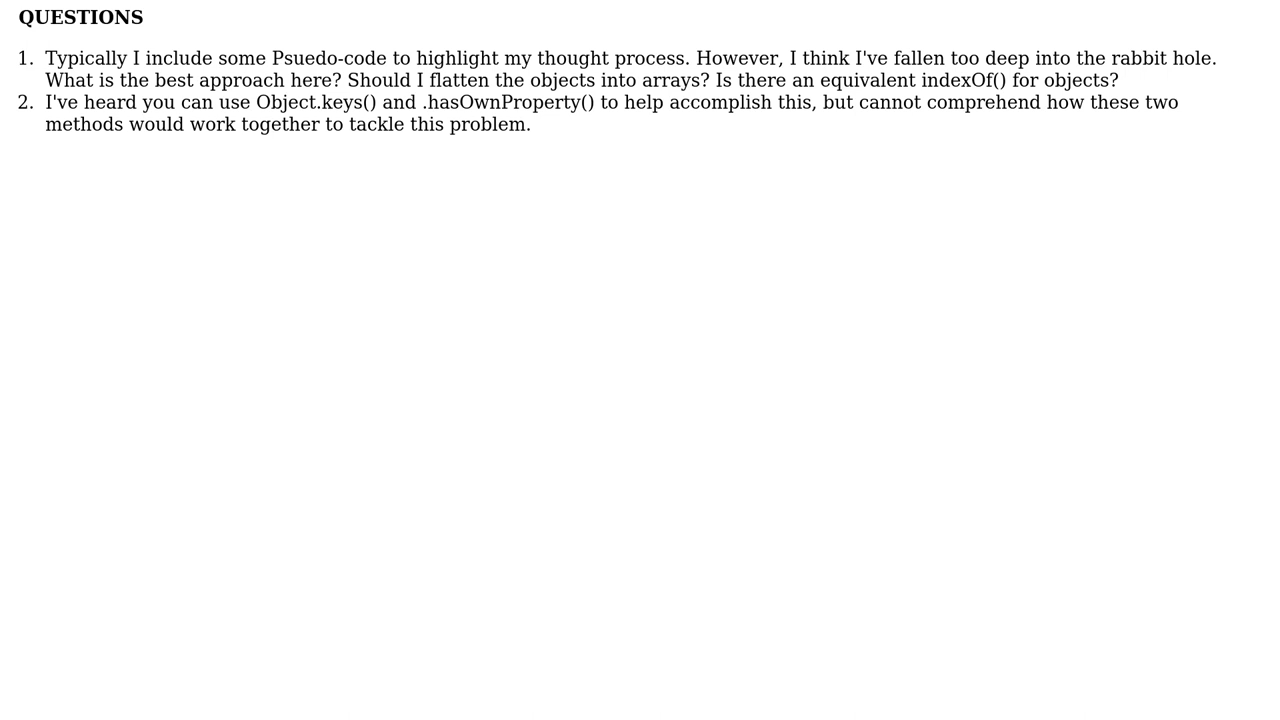 QUESTIONS
1. Typically I include some Psuedo-code to highlight my thought process. However, I think I've fallen too deep into the rabbit hole.
What is the best approach here? Should I flatten the objects into arrays? Is there an equivalent indexOf() for objects?
2. I've heard you can use Object.keys() and .hasOwnProperty() to help accomplish this, but cannot comprehend how these two
methods would work together to tackle this problem.